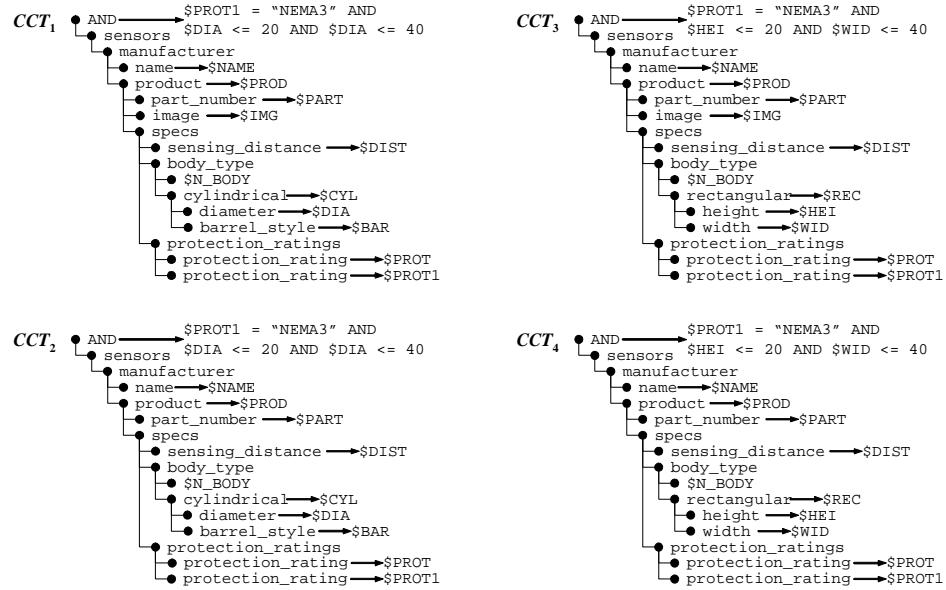 CCT1 AND $PROT1 = “NEMA3” AND
$DIA <= 20 AND $DIA <= 40
sensors
manufacturer
name $NAME
product $PROD
part_number $PART
image $IMG
specs
sensing_distance $DIST
body_type
$N_BODY
cylindrical $CYL
diameter $DIA
barrel_style $BAR
protection_ratings
protection_rating $PROT
protection_rating $PROT1
CCT3 AND $PROT1 = “NEMA3” AND
$HEI <= 20 AND $WID <= 40
sensors
manufacturer
name $NAME
product $PROD
part_number $PART
image $IMG
specs
sensing_distance $DIST
body_type
$N_BODY
rectangular $REC
height $HEI
width $WID
protection_ratings
protection_rating $PROT
protection_rating $PROT1
CCT2 AND $PROT1 = “NEMA3” AND
$DIA <= 20 AND $DIA <= 40
sensors
manufacturer
name $NAME
product $PROD
part_number $PART
specs
sensing_distance $DIST
body_type
$N_BODY
cylindrical $CYL
diameter $DIA
barrel_style $BAR
protection_ratings
protection_rating $PROT
protection_rating $PROT1
CCT4 AND $PROT1 = “NEMA3” AND
$HEI <= 20 AND $WID <= 40
sensors
manufacturer
name $NAME
product $PROD
part_number $PART
specs
sensing_distance $DIST
body_type
$N_BODY
rectangular $REC
height $HEI
width $WID
protection_ratings
protection_rating $PROT
protection_rating $PROT1